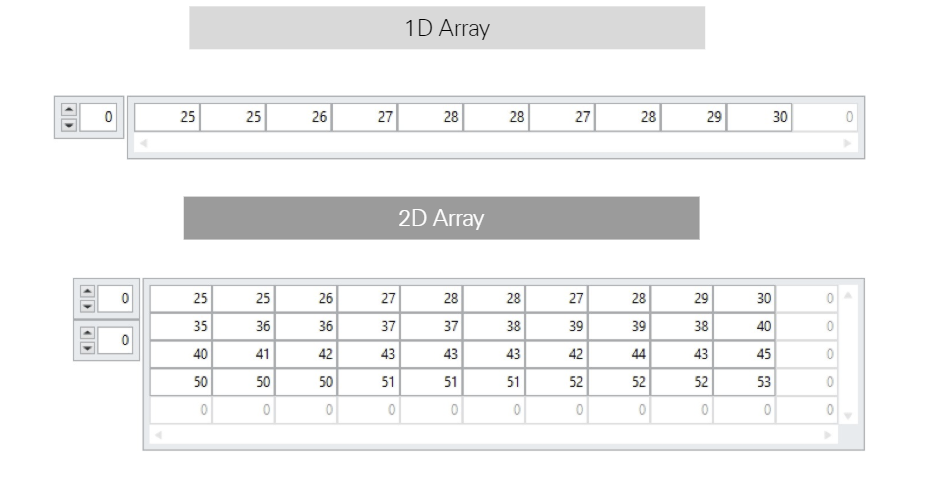 1D Array
0 25 25 26 27 28 28 27 28 29 30 0
2D Array
0 25 25 26 27 28 28 27 28 29 30 0
35 36 36 37 37 38 39 39 38 40 0
0 40 41 42 43 43 43 42 44 43 45 0
50 50 50 51 51 51 52 52 52 53 0
0 0 0 0 0 0 0 0 0 0 0